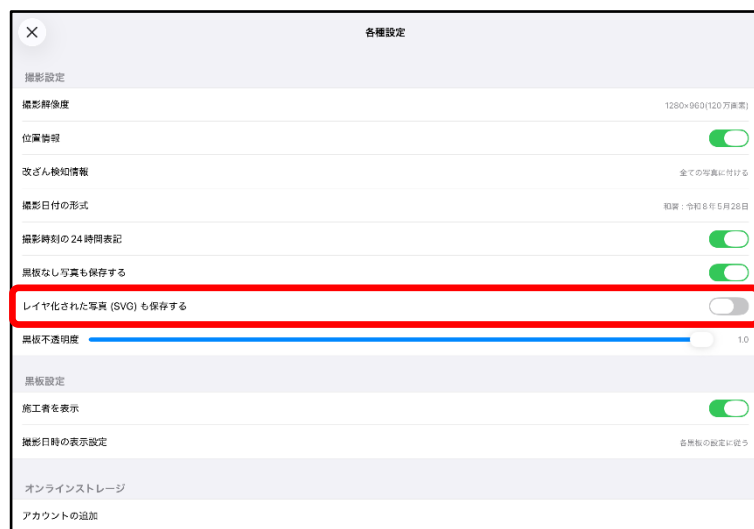 各種設定
撮影設定
撮影解像度 1280×960(120万画素)
位置情報
改ざん検知情報 全ての写真に付ける
撮影日付の形式 和暦 : 令和8年5月28日
撮影時刻の24時間表記
黒板なし写真も保存する
レイヤ化された写真 (SVG) も保存する
黒板不透明度 1.0
黒板設定
施工者を表示
撮影日時の表示設定 各黒板の設定に従う
オンラインストレージ
アカウントの追加